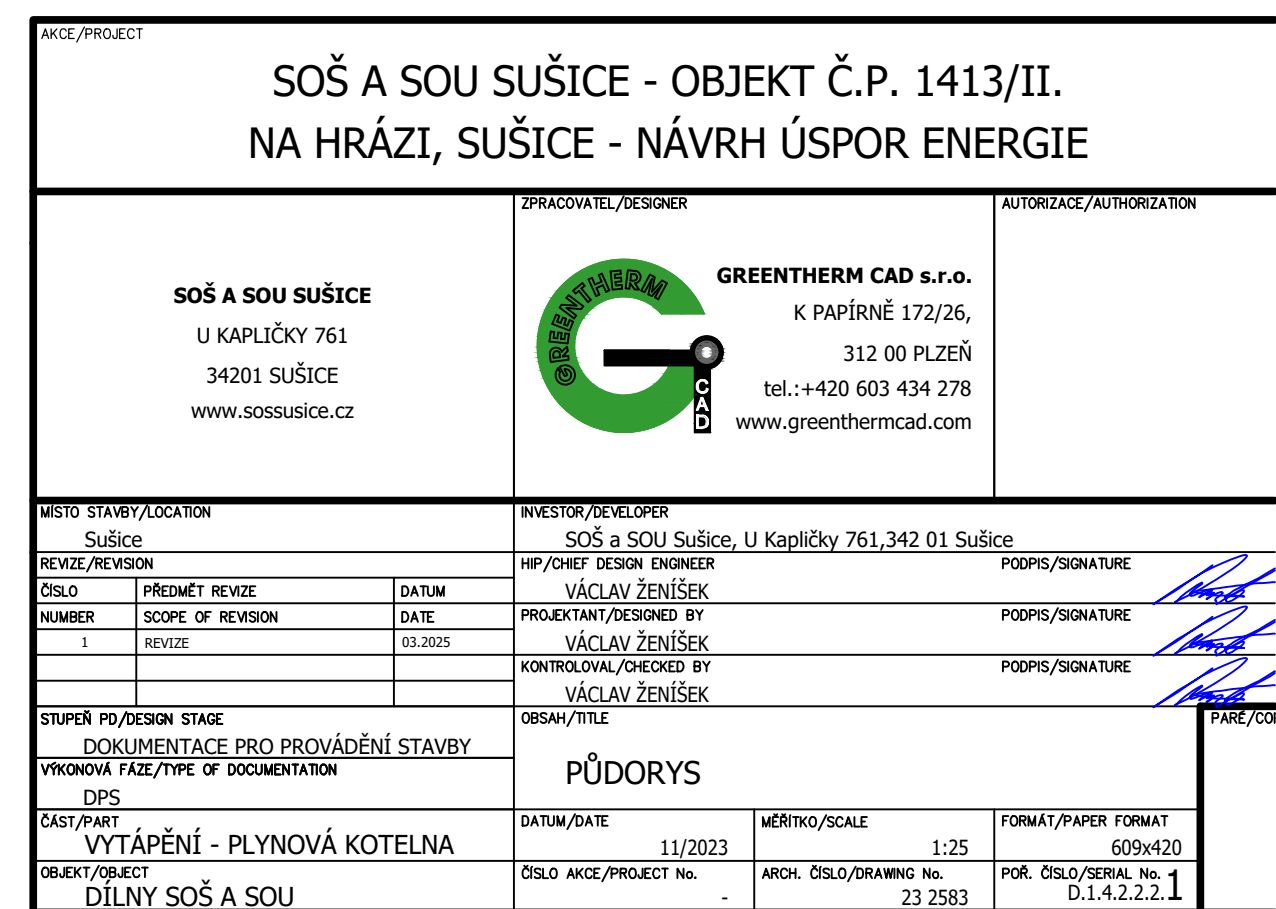 AKCE/PROJECT
SOŠ A SOU SUŠICE - OBJEKT Č.P. 1413/II.
NA HRÁZI, SUŠICE - NÁVRH ÚSPOR ENERGIE
SOŠ A SOU SUŠICE
U KAPLIČKY 761
34201 SUŠICE
www.sossusice.cz
ZPRACOVATEL/DESIGNER
GREENTHERM
CAD
GREENTHERM CAD s.r.o.
K PAPÍRNĚ 172/26,
312 00 PLZEŇ
tel.:+420 603 434 278
www.greenthermcad.com
AUTORIZACE/AUTHORIZATION
MÍSTO STAVBY/LOCATION
Sušice
INVESTOR/DEVELOPER
SOŠ a SOU Sušice, U Kapličky 761,342 01 Sušice
REVIZE/REVISION
ČÍSLO PŘEDMĚT REVIZE DATUM
NUMBER SCOPE OF REVISION DATE
1 REVIZE 03.2025
HIP/CHIEF DESIGN ENGINEER PODPIS/SIGNATURE
VÁCLAV ŽENÍŠEK
PROJEKTANT/DESIGNED BY PODPIS/SIGNATURE
VÁCLAV ŽENÍŠEK
KONTROLOVAL/CHECKED BY PODPIS/SIGNATURE
VÁCLAV ŽENÍŠEK
STUPEŇ PD/DESIGN STAGE
DOKUMENTACE PRO PROVÁDĚNÍ STAVBY
VÝKONOVÁ FÁZE/TYPE OF DOCUMENTATION
DPS
OBSAH/TITLE
PŮDORYS
PARÉ/COP
ČÁST/PART
VYTÁPĚNÍ - PLYNOVÁ KOTELNA
DATUM/DATE
11/2023
MĚŘÍTKO/SCALE
1:25
FORMÁT/PAPER FORMAT
609x420
OBJEKT/OBJECT
DÍLNY SOŠ A SOU
ČÍSLO AKCE/PROJECT No.
-
ARCH. ČÍSLO/DRAWING No.
23 2583
POŘ. ČÍSLO/SERIAL No.
D.1.4.2.2.2.1